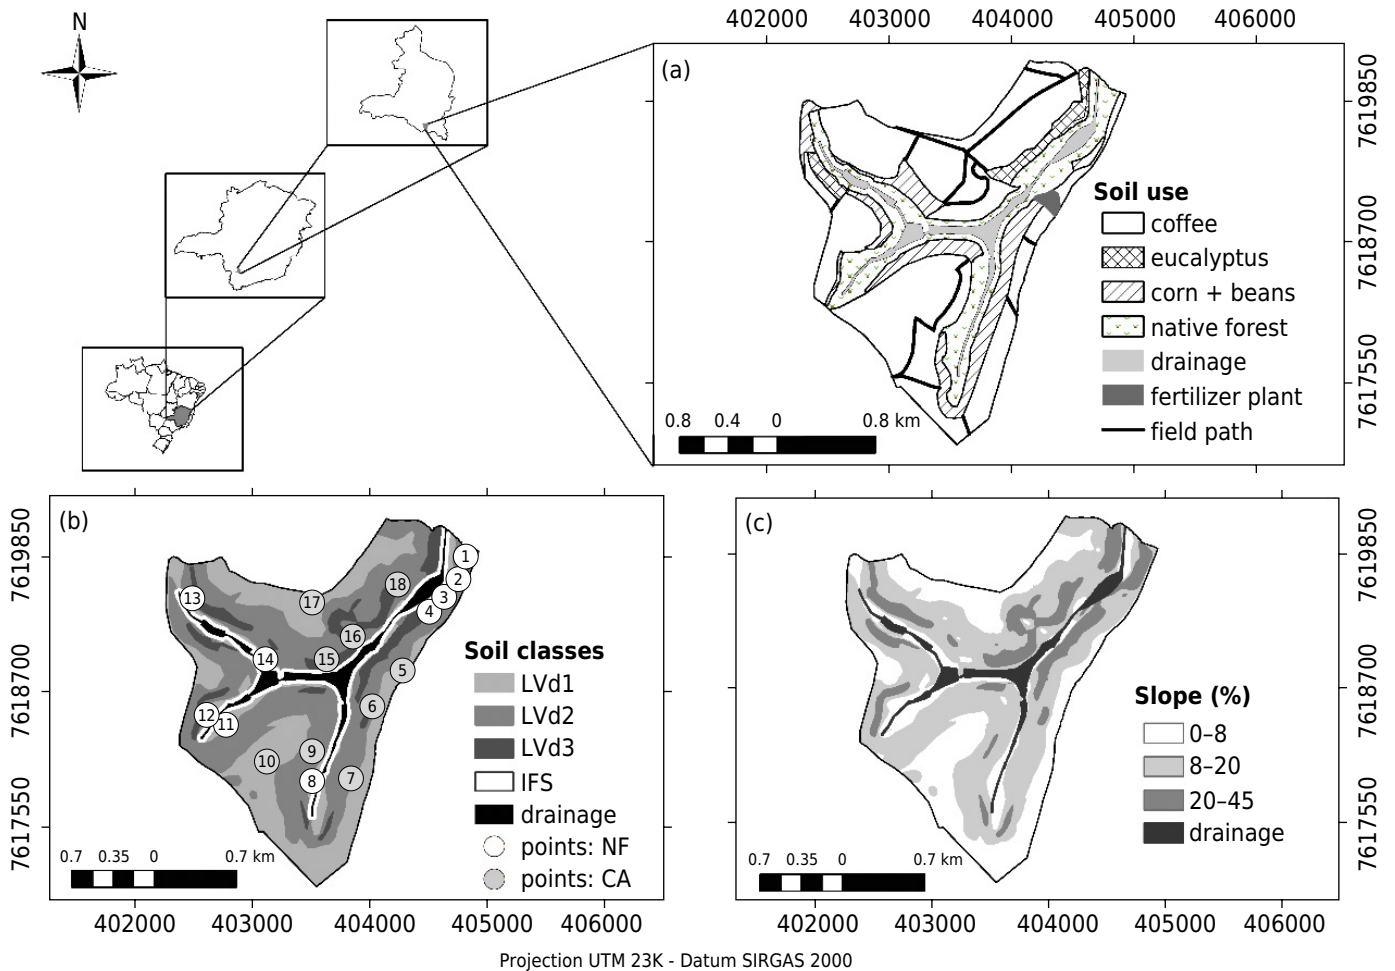 N
402000 403000 404000 405000 406000
(a)
7619850
7618700
7617550
Soil use
coffee
eucalyptus
corn + beans
native forest
drainage
fertilizer plant
field path
0.8 0.4 0 0.8 km
(b)
7619850
7618700
7617550
1
2
3
4
5
6
7
8
9
10
11
12
13
14
15
16
17
18
Soil classes
LVd1
LVd2
LVd3
IFS
drainage
points: NF
points: CA
0.7 0.35 0 0.7 km
402000 403000 404000 405000 406000
(c)
7619850
7618700
7617550
Slope (%)
0–8
8–20
20–45
drainage
0.7 0.35 0 0.7 km
402000 403000 404000 405000 406000
Projection UTM 23K - Datum SIRGAS 2000